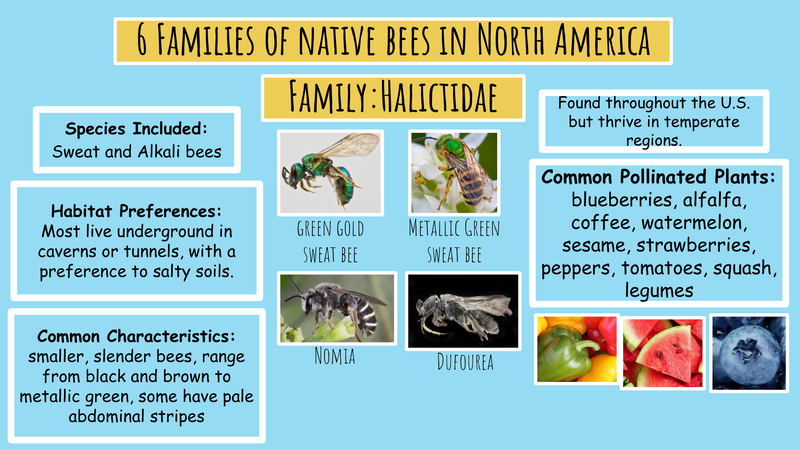 6 Families of native bees in North America
Family:Halictidae
Species Included:
Sweat and Alkali bees
Habitat Preferences:
Most live underground in
caverns or tunnels, with a
preference to salty soils.
Common Characteristics:
smaller, slender bees, range
from black and brown to
metallic green, some have pale
abdominal stripes
green gold
sweat bee
Metallic Green
sweat bee
Nomia
Dufourea
Found throughout the U.S.
but thrive in temperate
regions.
Common Pollinated Plants:
blueberries, alfalfa,
coffee, watermelon,
sesame, strawberries,
peppers, tomatoes, squash,
legumes